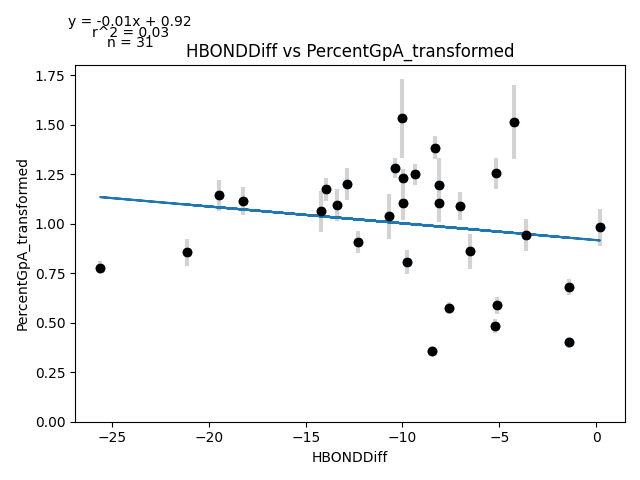 y = -0.01x + 0.92
r^2 = 0.03
n = 31
HBONDDiff vs PercentGpA_transformed
1.75
1.50
1.25
1.00
0.75
0.50
0.25
0.00
PercentGpA_transformed
−25
−20
−15
−10
−5
0
HBONDDiff